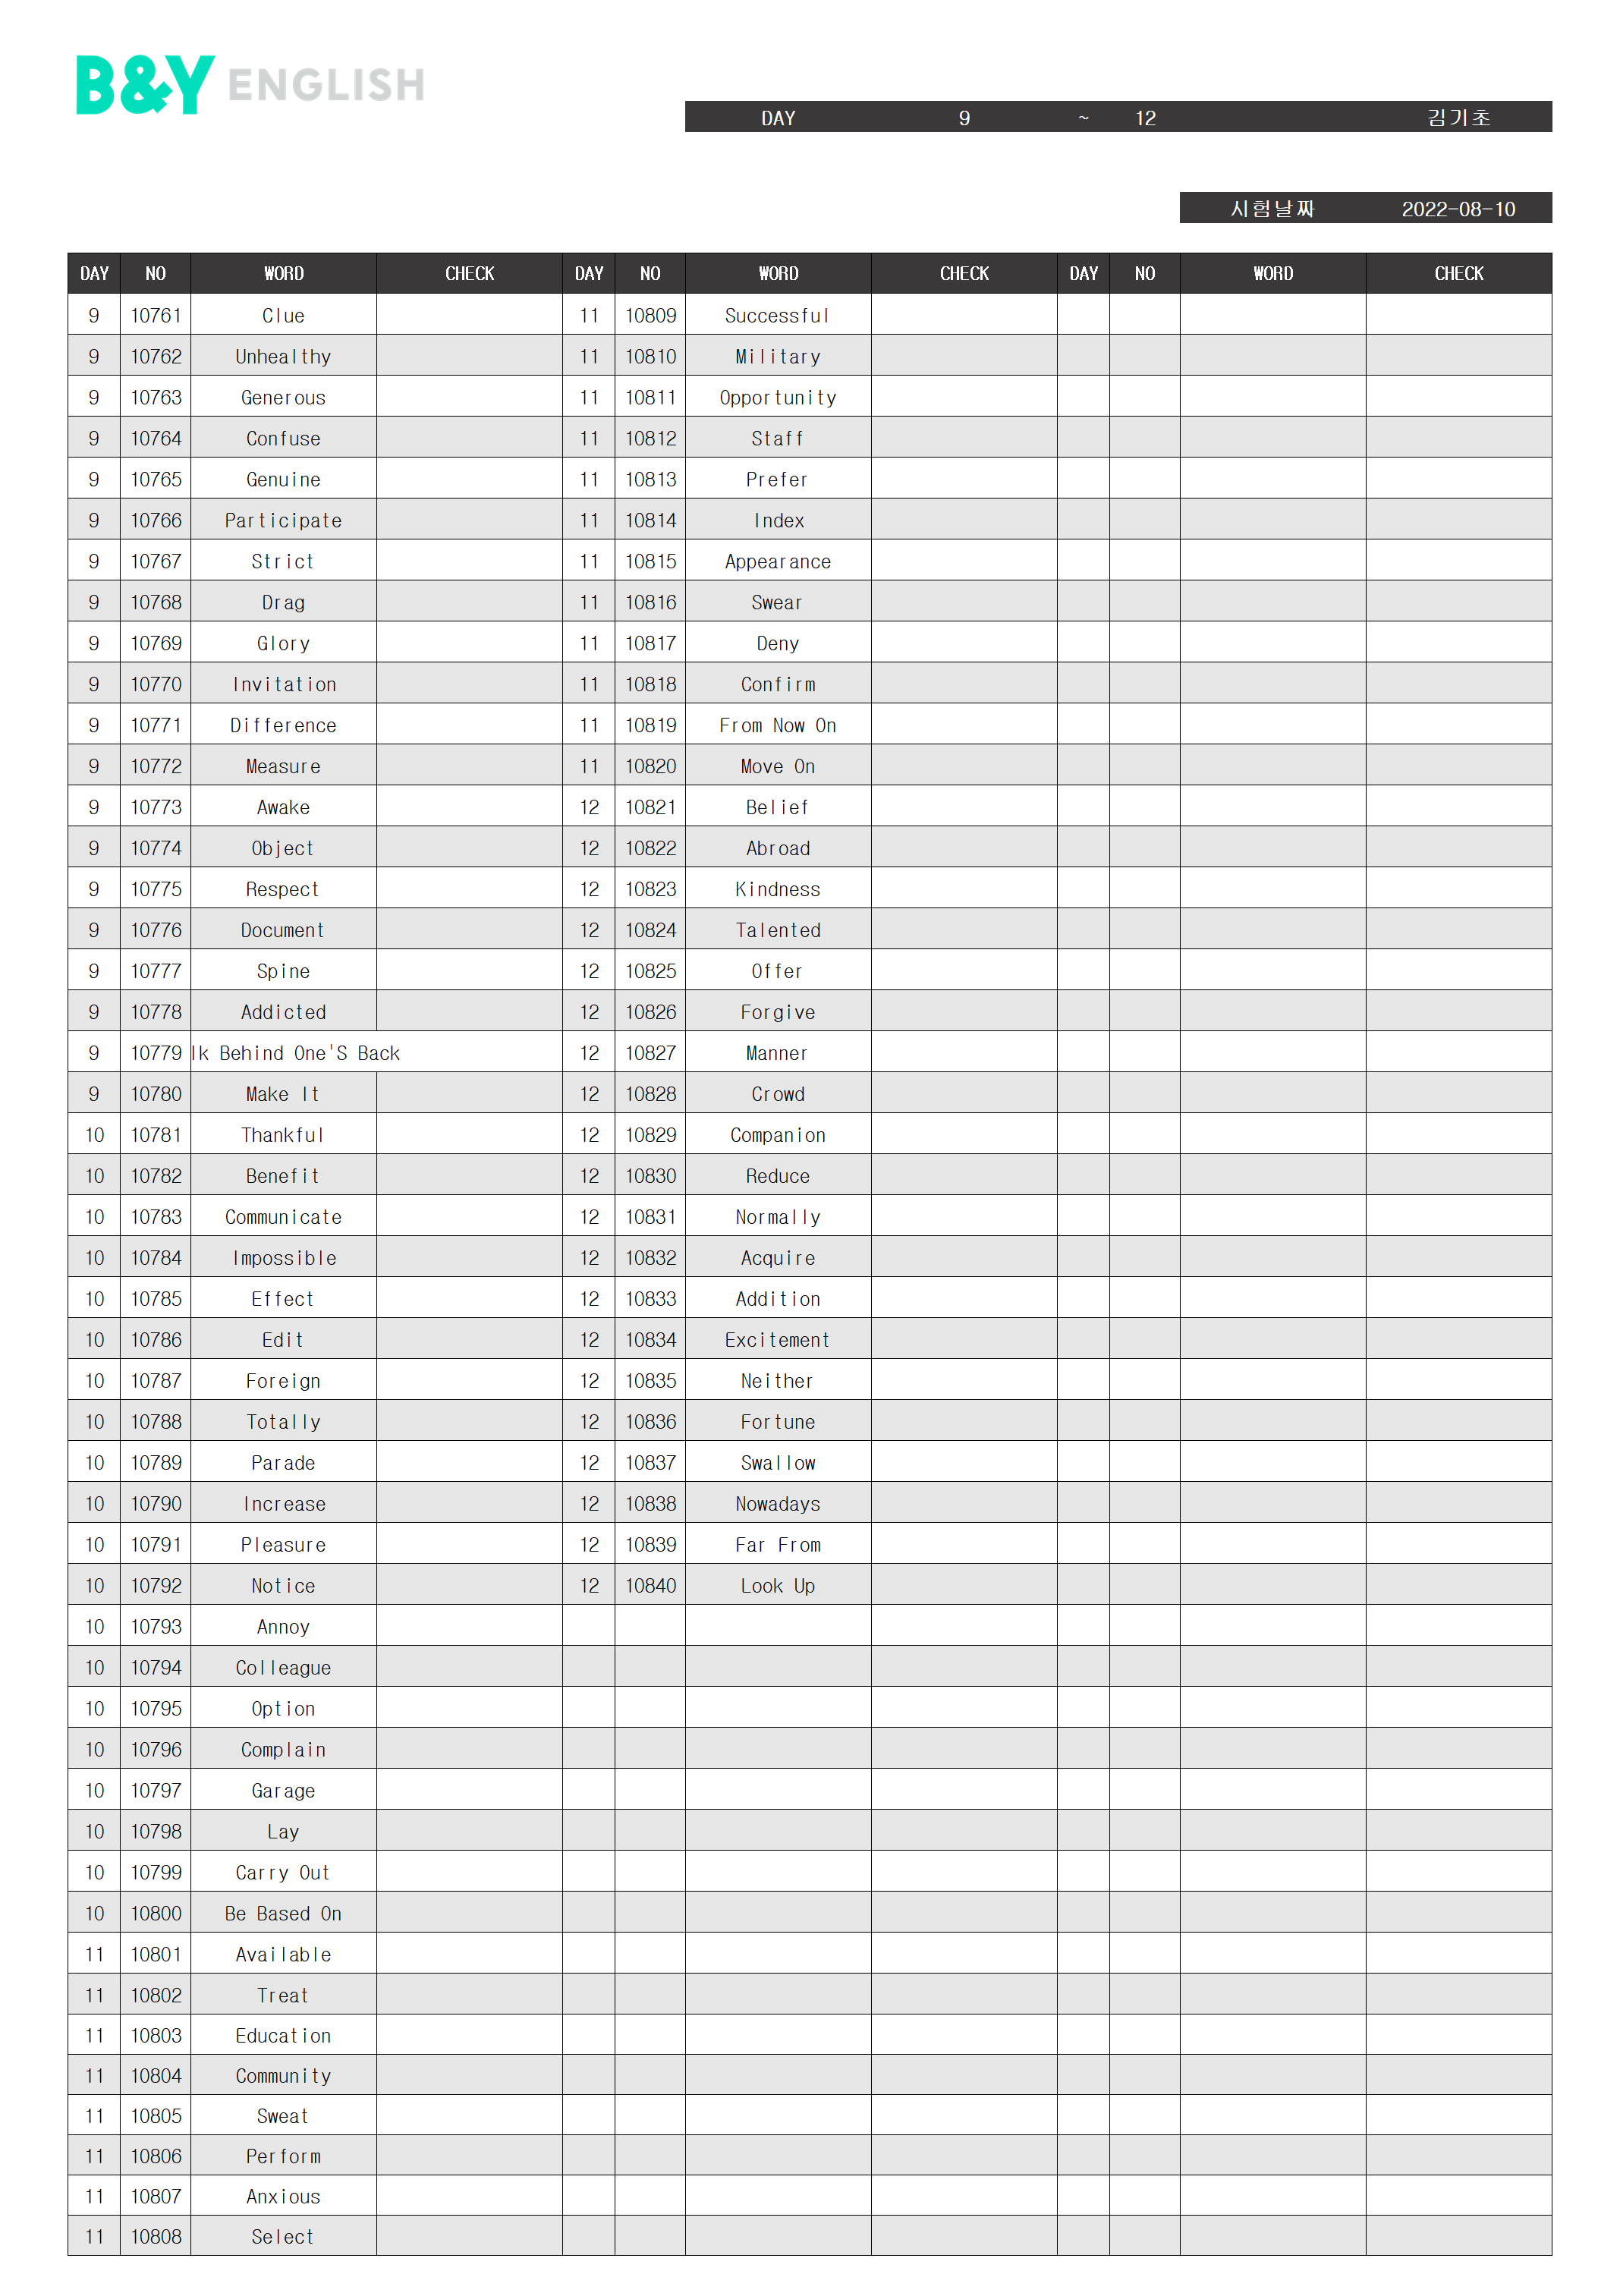 B&Y ENGLISH
DAY 9 ~ 12 김기초
시험날짜 2022-08-10
DAY NO WORD CHECK DAY NO WORD CHECK DAY NO WORD CHECK
9 10761 Clue 11 10809 Successful
9 10762 Unhealthy 11 10810 Military
9 10763 Generous 11 10811 Opportunity
9 10764 Confuse 11 10812 Staff
9 10765 Genuine 11 10813 Prefer
9 10766 Participate 11 10814 Index
9 10767 Strict 11 10815 Appearance
9 10768 Drag 11 10816 Swear
9 10769 Glory 11 10817 Deny
9 10770 Invitation 11 10818 Confirm
9 10771 Difference 11 10819 From Now On
9 10772 Measure 11 10820 Move On
9 10773 Awake 12 10821 Belief
9 10774 Object 12 10822 Abroad
9 10775 Respect 12 10823 Kindness
9 10776 Document 12 10824 Talented
9 10777 Spine 12 10825 Offer
9 10778 Addicted 12 10826 Forgive
9 10779 lk Behind One'S Back 12 10827 Manner
9 10780 Make It 12 10828 Crowd
10 10781 Thankful 12 10829 Companion
10 10782 Benefit 12 10830 Reduce
10 10783 Communicate 12 10831 Normally
10 10784 Impossible 12 10832 Acquire
10 10785 Effect 12 10833 Addition
10 10786 Edit 12 10834 Excitement
10 10787 Foreign 12 10835 Neither
10 10788 Totally 12 10836 Fortune
10 10789 Parade 12 10837 Swallow
10 10790 Increase 12 10838 Nowadays
10 10791 Pleasure 12 10839 Far From
10 10792 Notice 12 10840 Look Up
10 10793 Annoy
10 10794 Colleague
10 10795 Option
10 10796 Complain
10 10797 Garage
10 10798 Lay
10 10799 Carry Out
10 10800 Be Based On
11 10801 Available
11 10802 Treat
11 10803 Education
11 10804 Community
11 10805 Sweat
11 10806 Perform
11 10807 Anxious
11 10808 Select